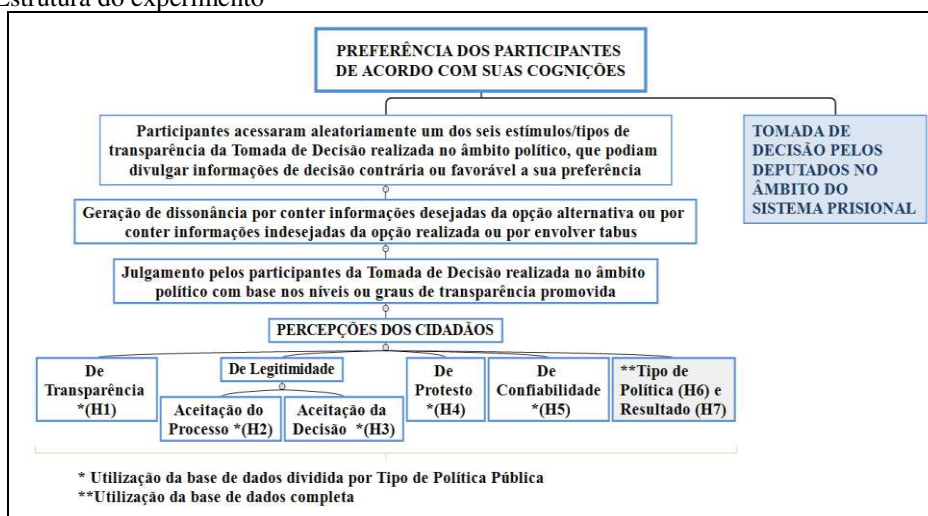 Estrutura do experimento
PREFERÊNCIA DOS PARTICIPANTES
DE ACORDO COM SUAS COGNIÇÕES
Participantes acessaram aleatoriamente um dos seis estímulos/tipos de
transparência da Tomada de Decisão realizada no âmbito político, que podiam
divulgar informações de decisão contrária ou favorável a sua preferência
TOMADA DE
DECISÃO PELOS
DEPUTADOS NO
ÂMBITO DO
SISTEMA PRISIONAL
Geração de dissonância por conter informações desejadas da opção alternativa ou por
conter informações indesejadas da opção realizada ou por envolver tabus
Julgamento pelos participantes da Tomada de Decisão realizada no âmbito
político com base nos níveis ou graus de transparência promovida
PERCEPÇÕES DOS CIDADÃOS
De
Transparência
*(H1)
De Legitimidade
Aceitação do
Processo *(H2)
Aceitação da
Decisão *(H3)
De
Protesto
*(H4)
De
Confiabilidade
*(H5)
**Tipo de
Política (H6) e
Resultado (H7)
* Utilização da base de dados dividida por Tipo de Política Pública
**Utilização da base de dados completa